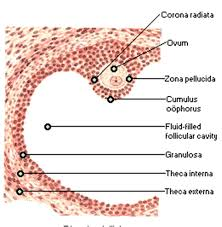 Corona radiata
Ovum
Zona pellucida
Cumulus
oöphorus
Fluid-filled
follicular cavity
Granulosa
Theca interna
Theca externa